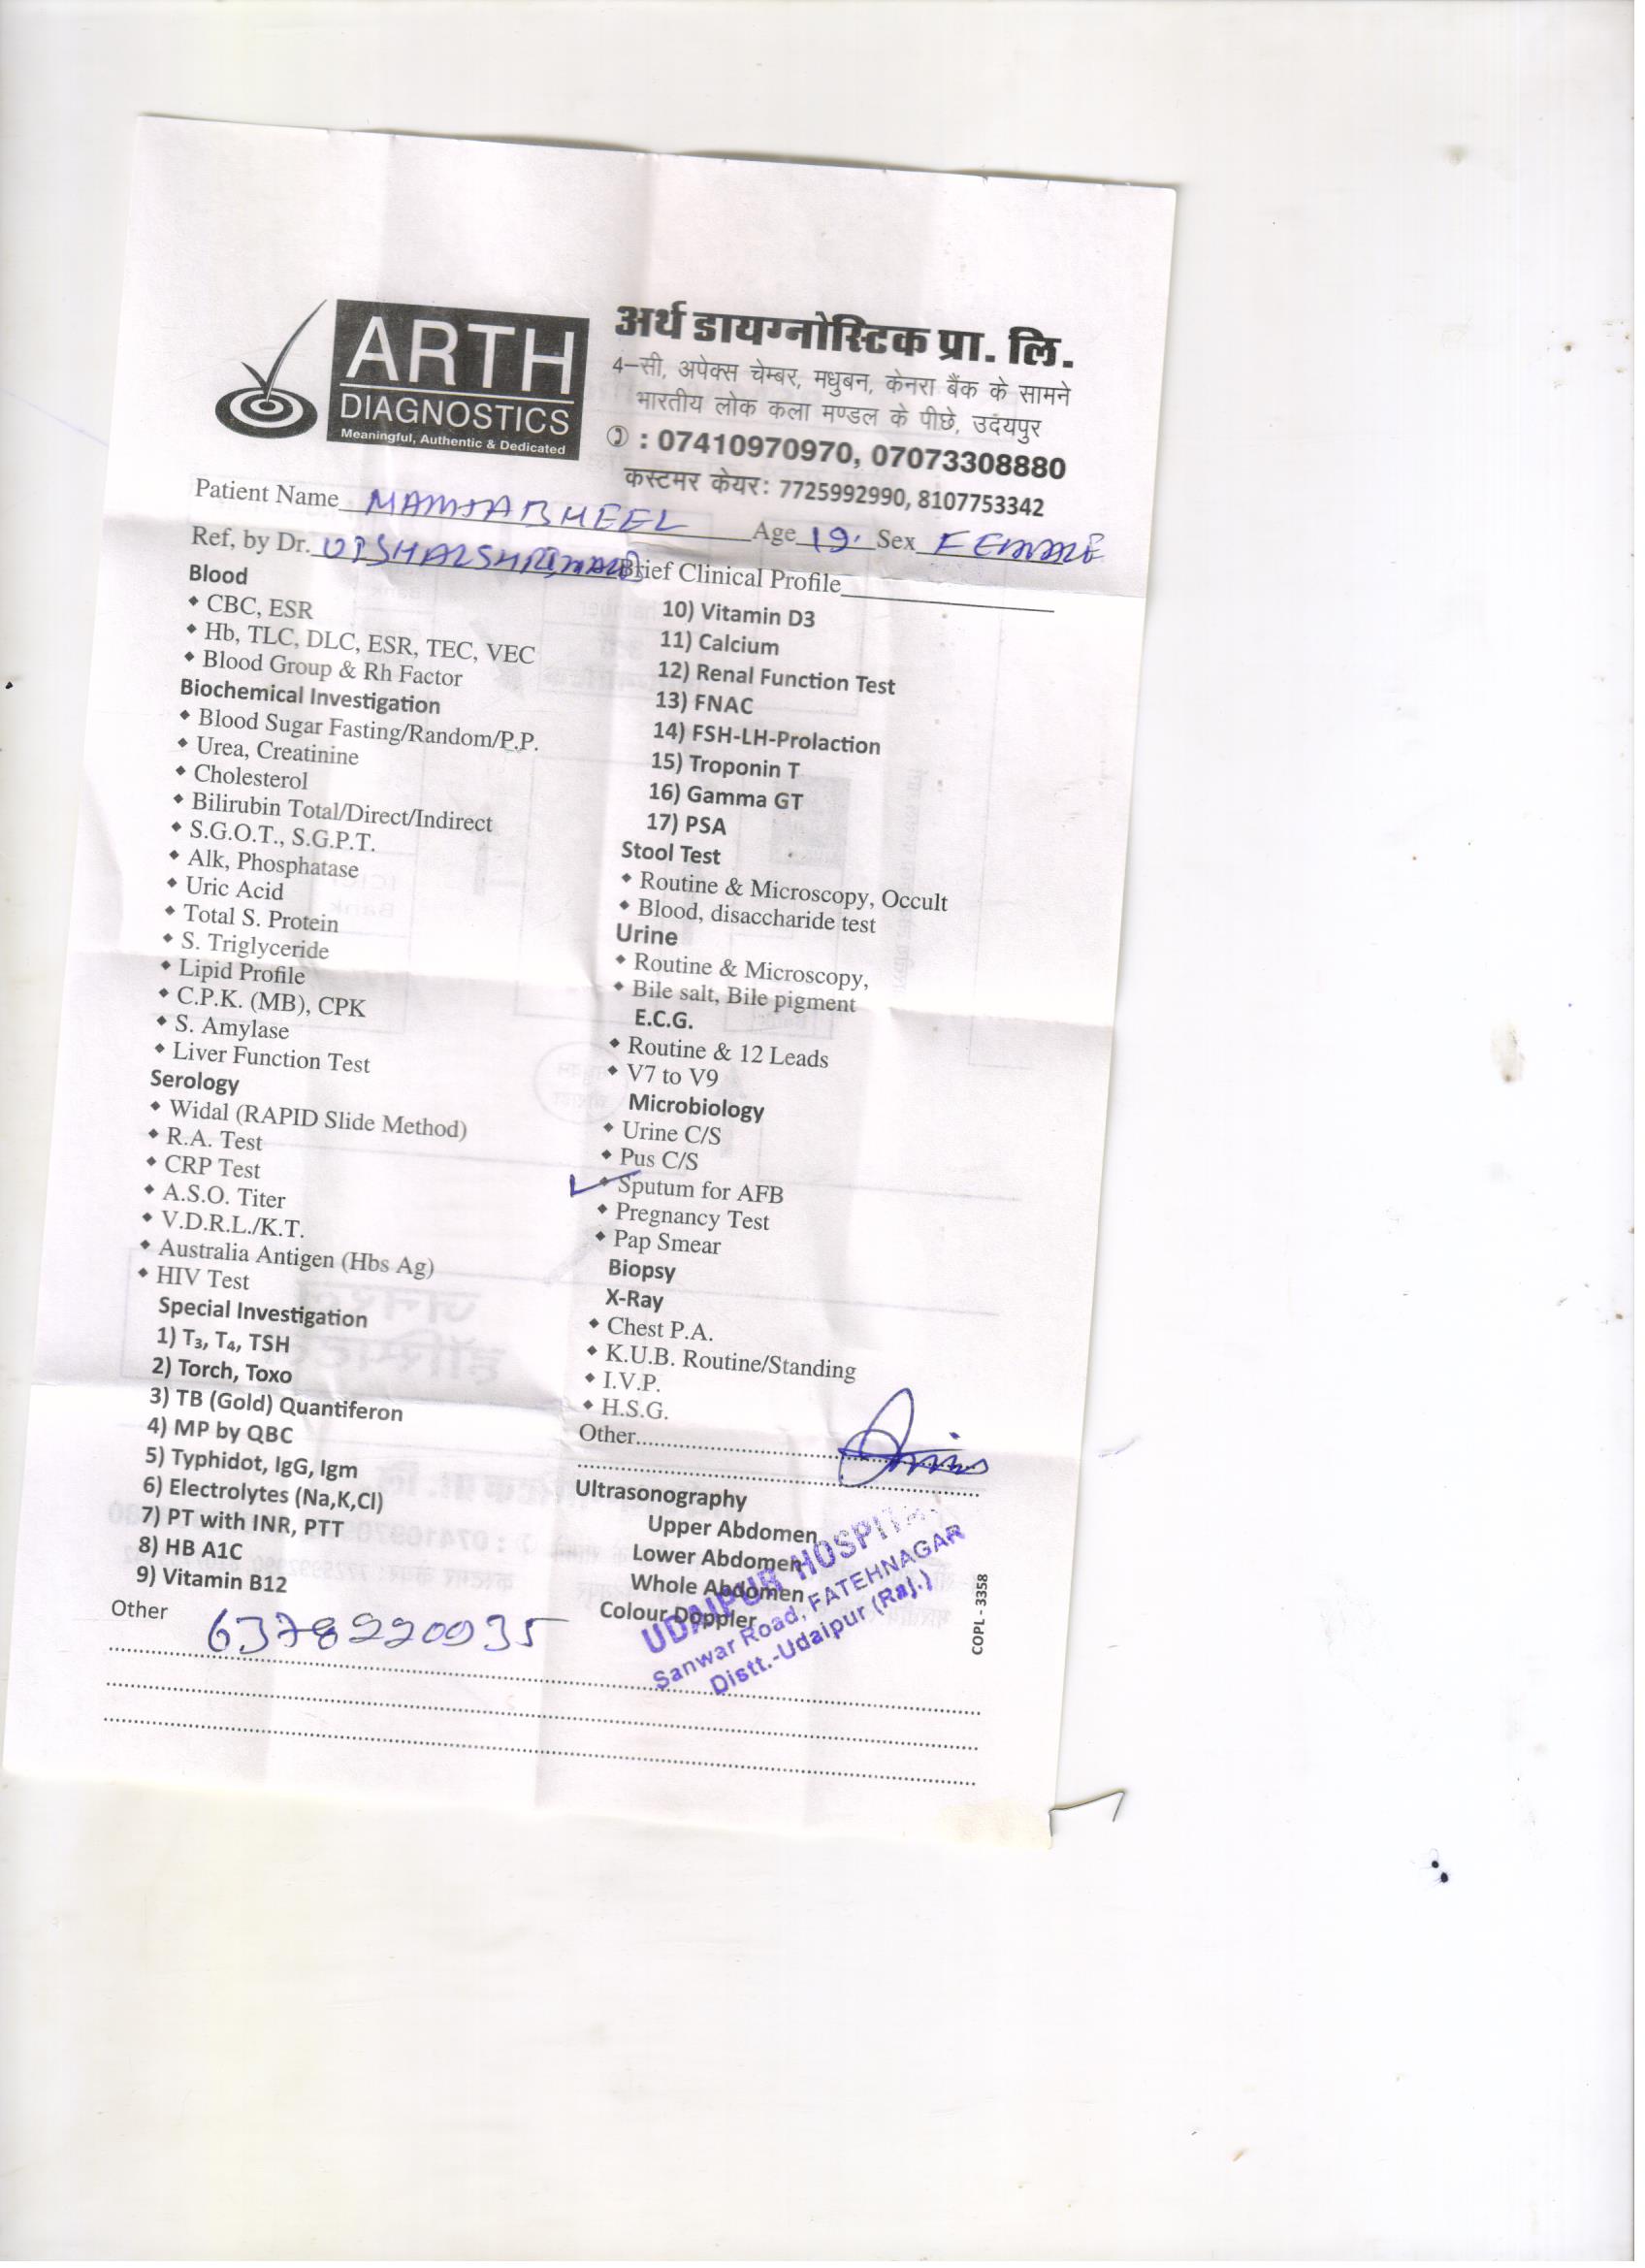 ARTH
DIAGNOSTICS
Meaningful, Authentic & Dedicated
अर्थ डायग्नोस्टिक प्रा. लि.
4-सी, अपेक्स चेम्बर, मधुबन, केनरा बैंक के सामने
भारतीय लोक कला मण्डल के पीछे, उदयपुर
: 07410970970, 07073308880
कस्टमर केयर: 7725992990, 8107753342
Patient Name MAMTA BHEEL Age 19 Sex FEMALE
Ref, by Dr. VISHAL SHRIMALI Brief Clinical Profile
Blood
CBC, ESR
Hb, TLC, DLC, ESR, TEC, VEC
Blood Group & Rh Factor
Biochemical Investigation
Blood Sugar Fasting/Random/P.P.
Urea, Creatinine
Cholesterol
Bilirubin Total/Direct/Indirect
S.G.O.T., S.G.P.T.
Alk, Phosphatase
Uric Acid
Total S. Protein
S. Triglyceride
Lipid Profile
C.P.K. (MB), CPK
S. Amylase
Liver Function Test
Serology
Widal (RAPID Slide Method)
R.A. Test
CRP Test
A.S.O. Titer
V.D.R.L./K.T.
Australia Antigen (Hbs Ag)
HIV Test
Special Investigation
1) T₃, T₄, TSH
2) Torch, Toxo
3) TB (Gold) Quantiferon
4) MP by QBC
5) Typhidot, IgG, Igm
6) Electrolytes (Na,K,Cl)
7) PT with INR, PTT
8) HB A1C
9) Vitamin B12
Other 6378220035
10) Vitamin D3
11) Calcium
12) Renal Function Test
13) FNAC
14) FSH-LH-Prolaction
15) Troponin T
16) Gamma GT
17) PSA
Stool Test
Routine & Microscopy, Occult
Blood, disaccharide test
Urine
Routine & Microscopy,
Bile salt, Bile pigment
E.C.G.
Routine & 12 Leads
V7 to V9
Microbiology
Urine C/S
Pus C/S
Sputum for AFB
Pregnancy Test
Pap Smear
Biopsy
X-Ray
Chest P.A.
K.U.B. Routine/Standing
I.V.P.
H.S.G.
Other
Ultrasonography
Upper Abdomen
Lower Abdomen
Whole Abdomen
Colour Doppler
UDAIPUR HOSPITAL
Sanwar Road, FATEHNAGAR
Distt.-Udaipur (Raj.)
COPL - 3358